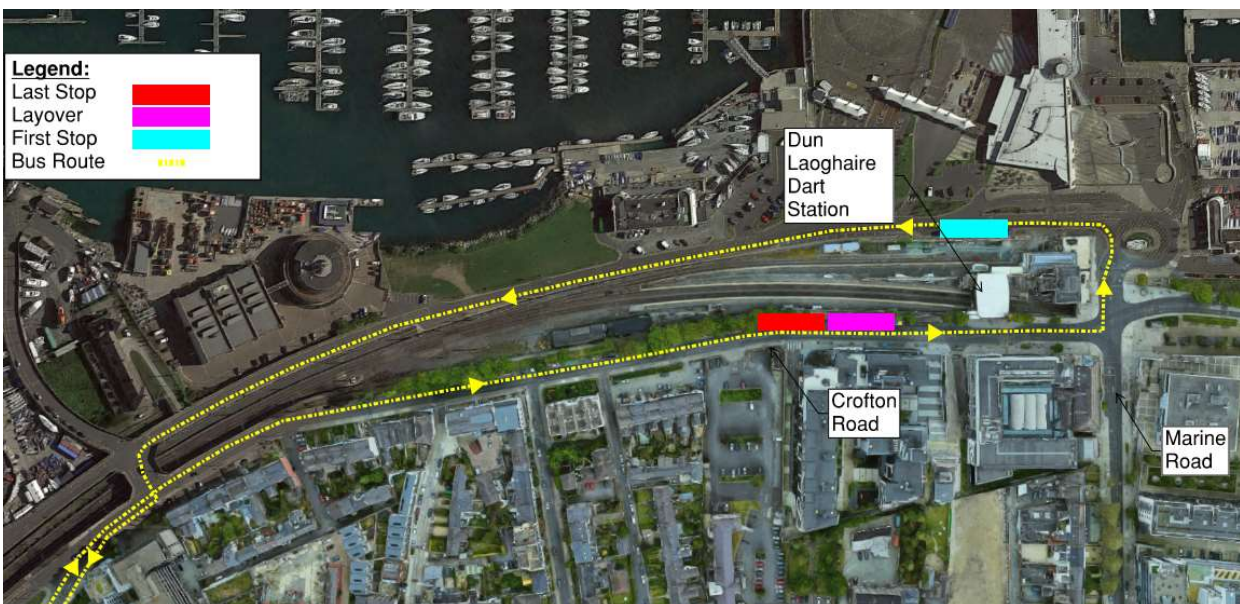 Legend:
Last Stop
Layover
First Stop
Bus Route
Dun
Laoghaire
Dart
Station
Crofton
Road
Marine
Road